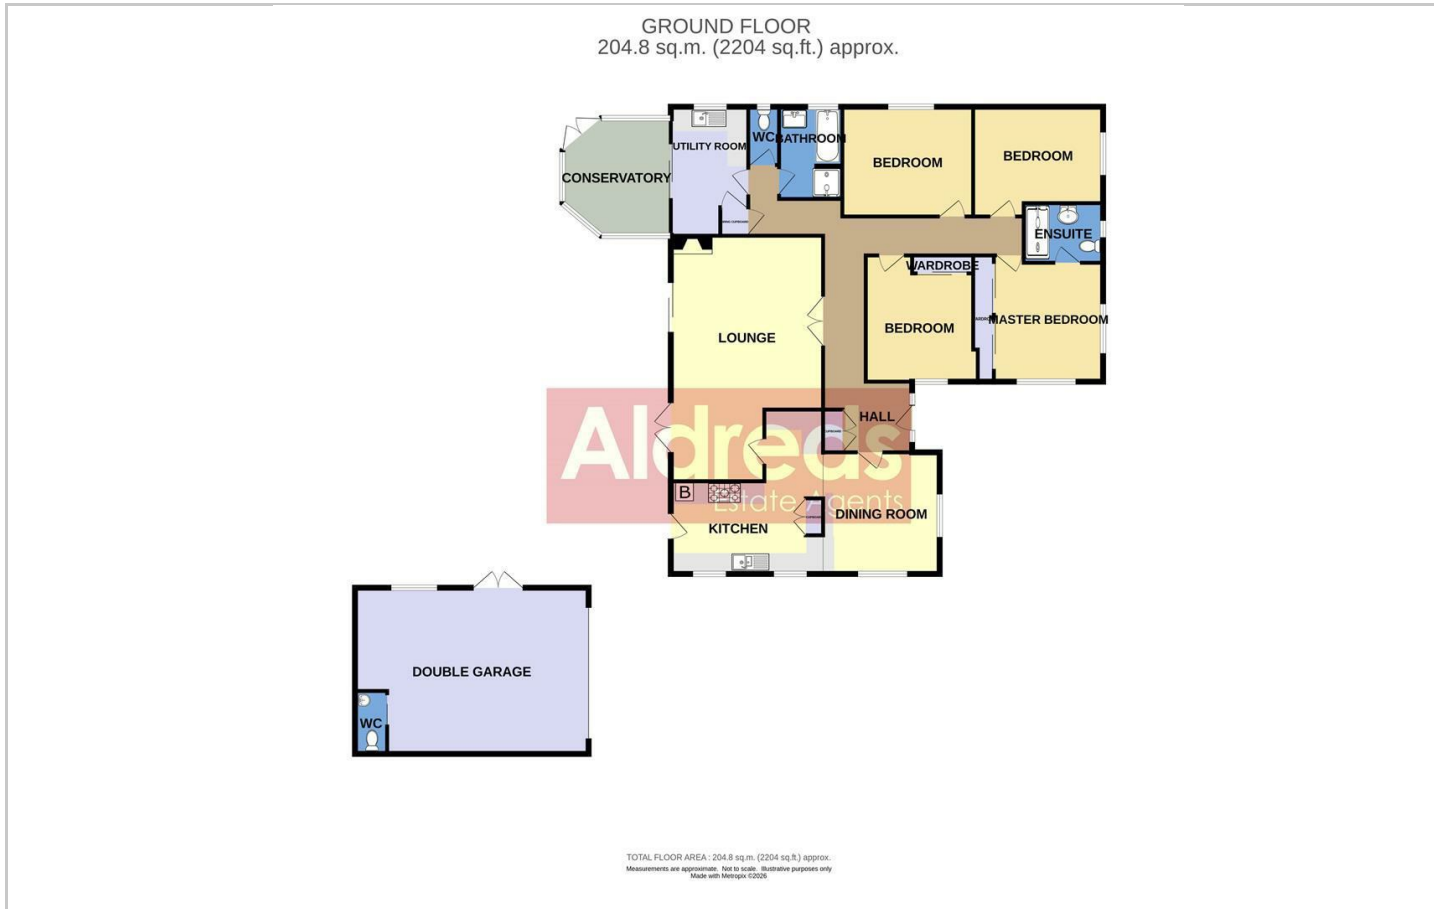 GROUND FLOOR
204.8 sq.m. (2204 sq.ft.) approx.
CONSERVATORY
UTILITY ROOM
WC
BATHROOM
BEDROOM
BEDROOM
ENSUITE
WARDROBE
BEDROOM
MASTER BEDROOM
LOUNGE
HALL
CUPBOARD
Aldreds
Estate Agents
B
KITCHEN
DINING ROOM
DOUBLE GARAGE
WC
TOTAL FLOOR AREA : 204.8 sq.m. (2204 sq.ft.) approx.
Measurements are approximate. Not to scale. Illustrative purposes only
Made with Metropix ©2026